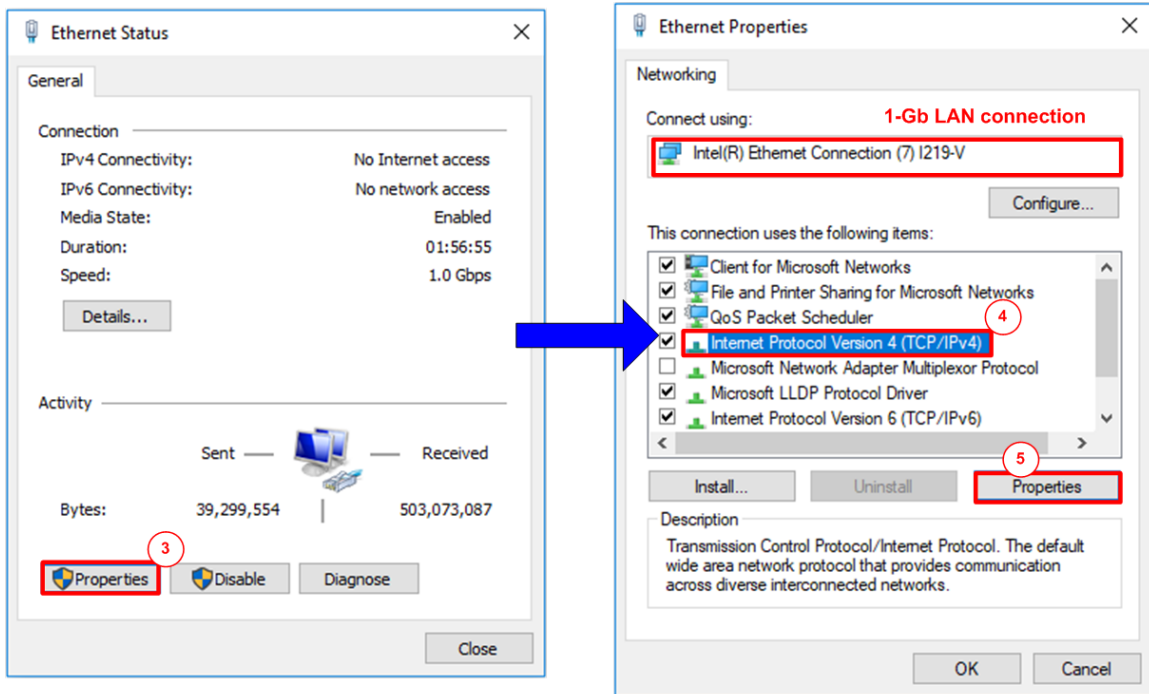 Ethernet Status
General
Connection
IPv4 Connectivity: No Internet access
IPv6 Connectivity: No network access
Media State: Enabled
Duration: 01:56:55
Speed: 1.0 Gbps
Details...
Activity
Sent Received
Bytes: 39,299,554 503,073,087
3
Properties Disable Diagnose
Close
Ethernet Properties
Networking
Connect using: 1-Gb LAN connection
Intel(R) Ethernet Connection (7) I219-V
Configure...
This connection uses the following items:
Client for Microsoft Networks
File and Printer Sharing for Microsoft Networks
QoS Packet Scheduler
4
Internet Protocol Version 4 (TCP/IPv4)
Microsoft Network Adapter Multiplexor Protocol
Microsoft LLDP Protocol Driver
Internet Protocol Version 6 (TCP/IPv6)
5
Install... Uninstall Properties
Description
Transmission Control Protocol/Internet Protocol. The default
wide area network protocol that provides communication
across diverse interconnected networks.
OK Cancel